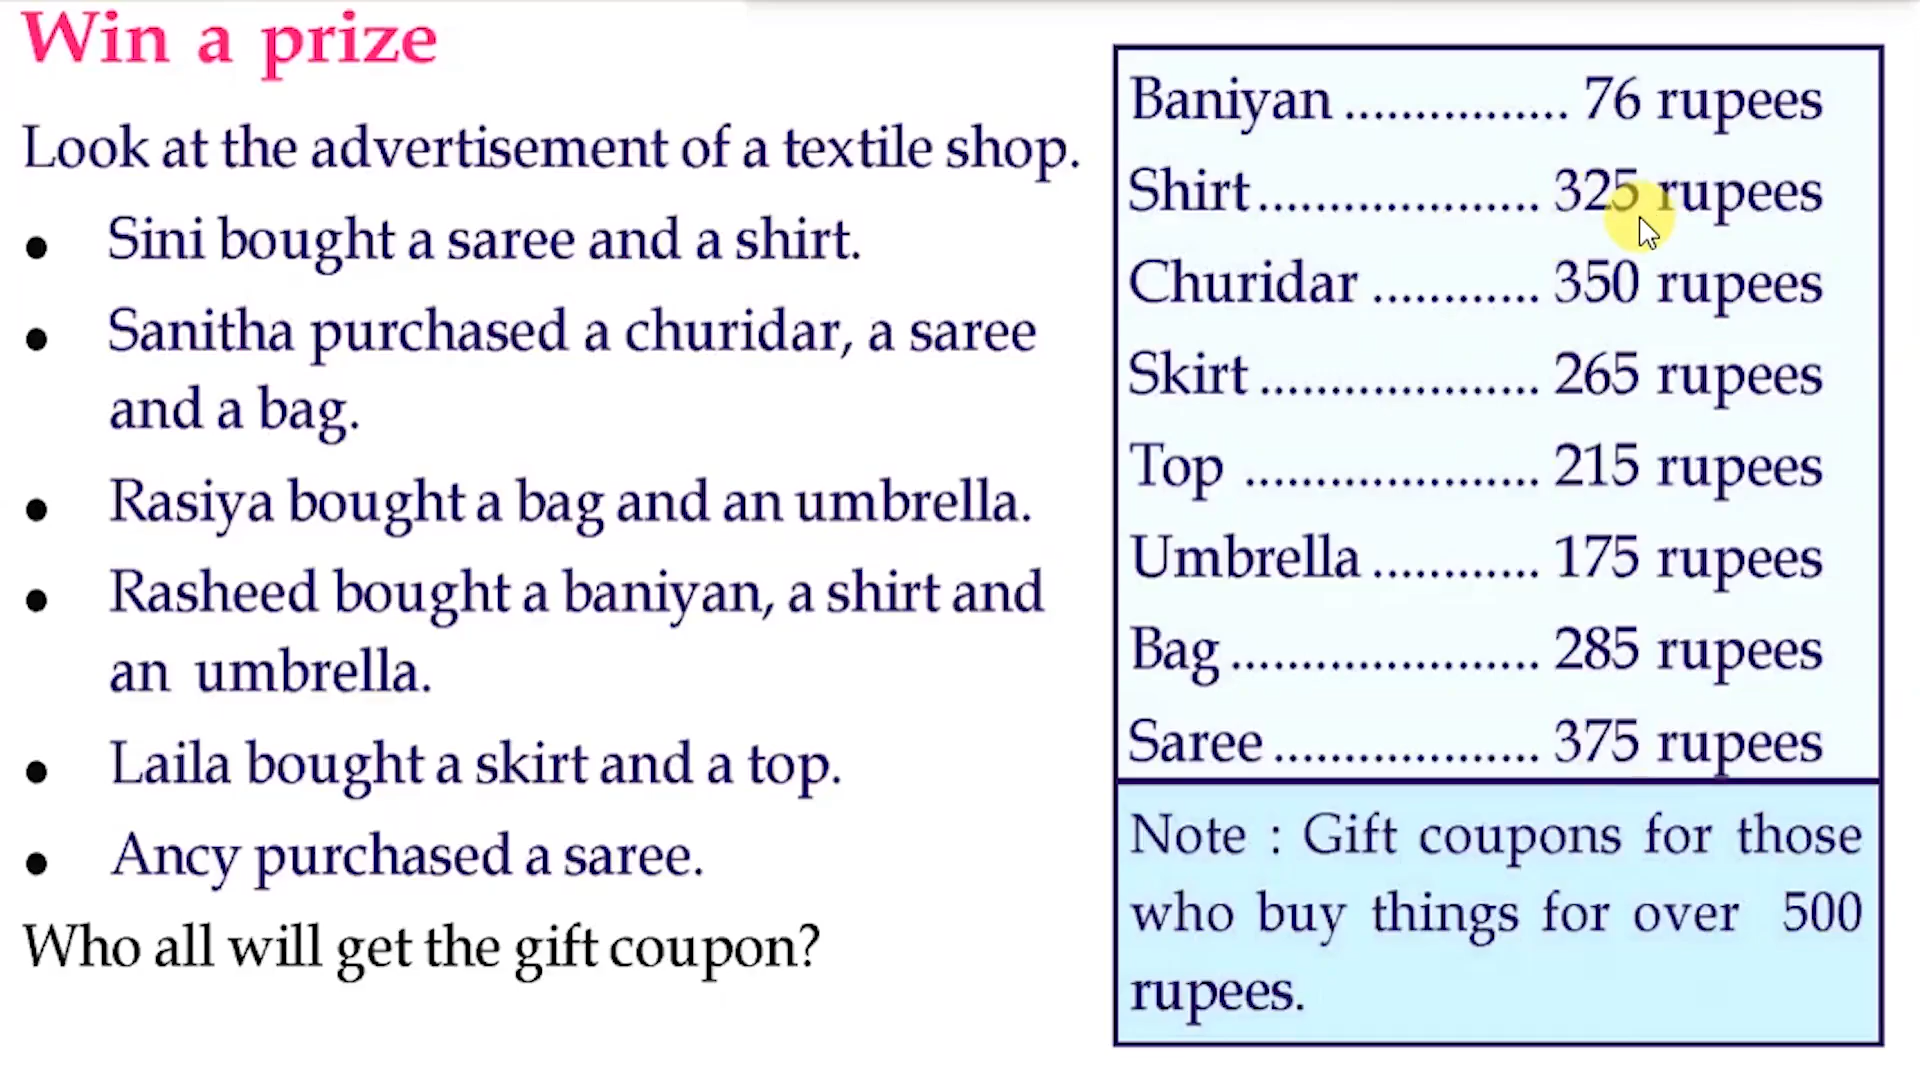 Win a prize
Look at the advertisement of a textile shop.
• Sini bought a saree and a shirt.
• Sanitha purchased a churidar, a saree
and a bag.
• Rasiya bought a bag and an umbrella.
• Rasheed bought a baniyan, a shirt and
an umbrella.
• Laila bought a skirt and a top.
• Ancy purchased a saree.
Who all will get the gift coupon?
Baniyan ................ 76 rupees
Shirt.................... 325 rupees
Churidar ............ 350 rupees
Skirt .................... 265 rupees
Top ..................... 215 rupees
Umbrella ............ 175 rupees
Bag ...................... 285 rupees
Saree ................... 375 rupees
Note : Gift coupons for those
who buy things for over 500
rupees.